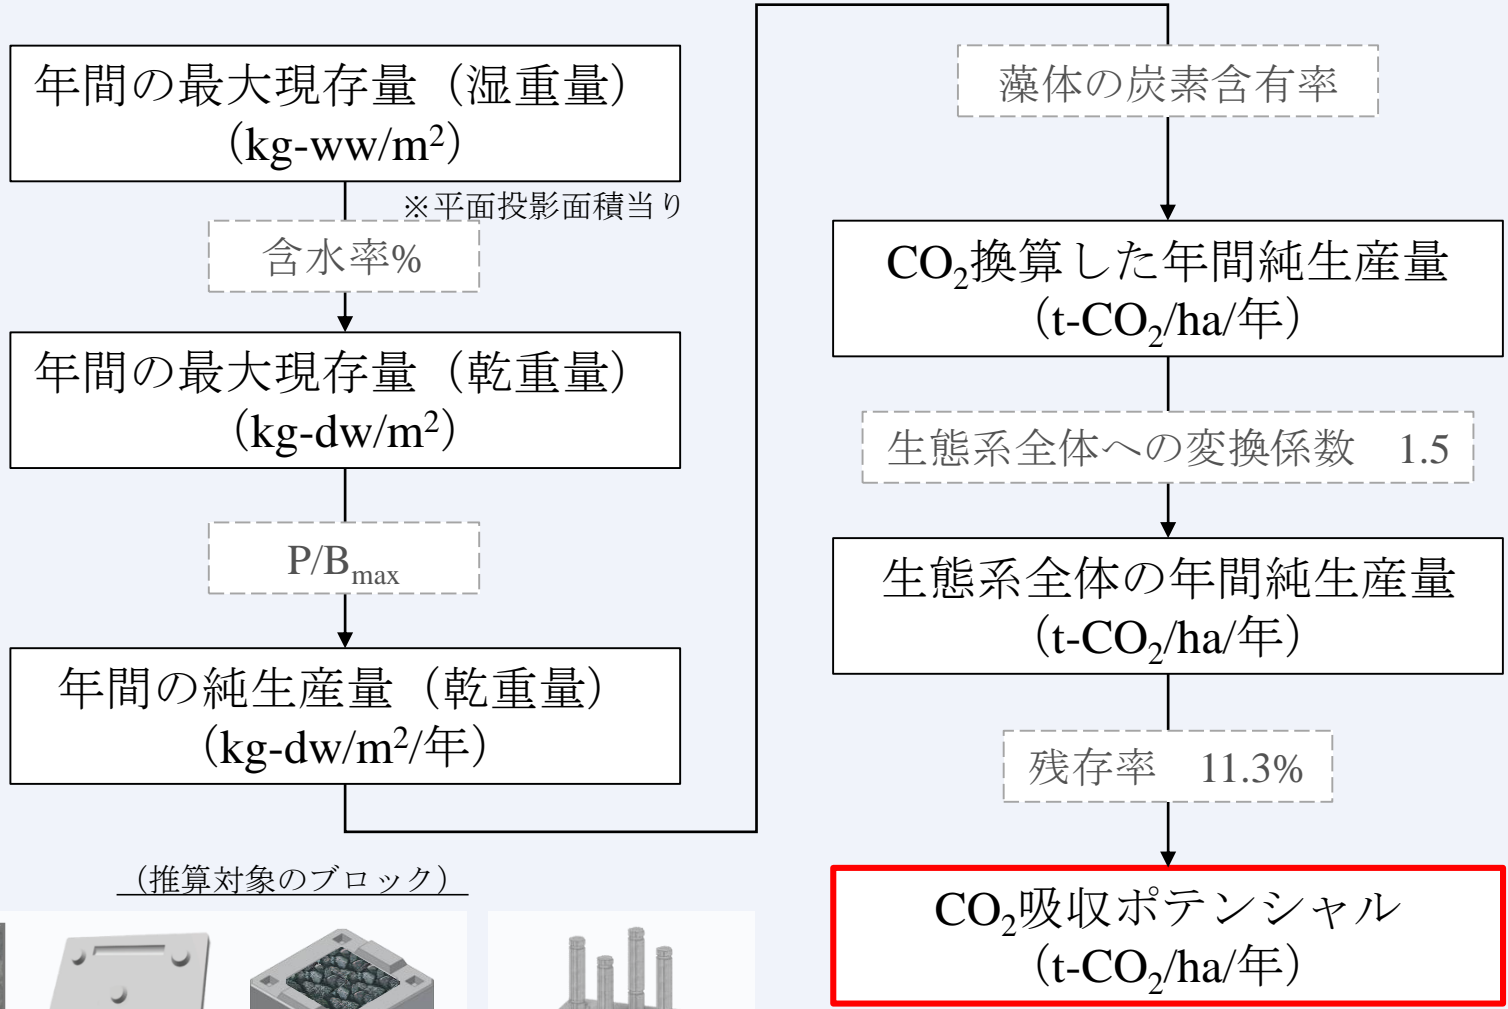 年間の最大現存量（湿重量）
（kg-ww/m²）
※平面投影面積当り
含水率%
年間の最大現存量（乾重量）
（kg-dw/m²）
P/Bmax
年間の純生産量（乾重量）
（kg-dw/m²/年）
（推算対象のブロック）
藻体の炭素含有率
CO₂換算した年間純生産量
（t-CO₂/ha/年）
生態系全体への変換係数　1.5
生態系全体の年間純生産量
（t-CO₂/ha/年）
残存率　11.3%
CO₂吸収ポテンシャル
（t-CO₂/ha/年）